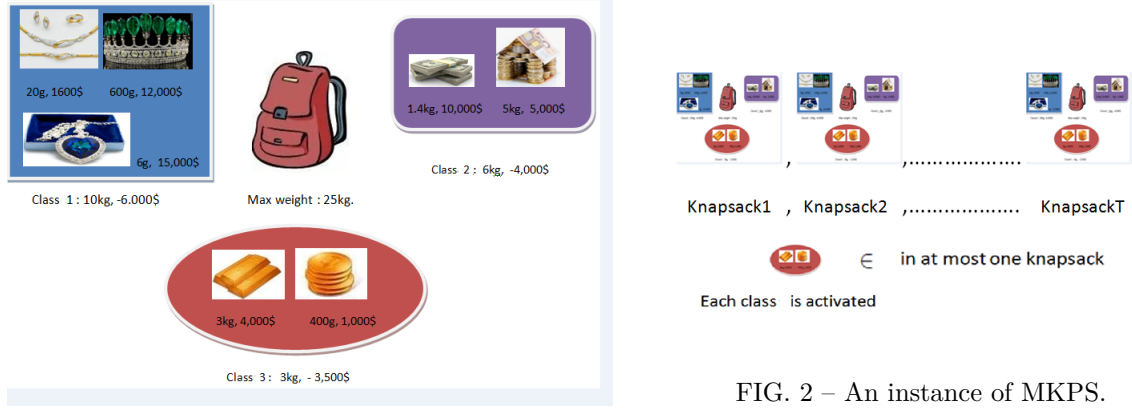 20g, 1600$ 600g, 12,000$
6g, 15,000$
Class 1 : 10kg, -6.000$
Max weight : 25kg.
1.4kg, 10,000$ 5kg, 5,000$
Class 2 : 6kg, -4,000$
3kg, 4,000$ 400g, 1,000$
Class 3 : 3kg, - 3,500$
, ,....................
Knapsack1 , Knapsack2 ,.................. KnapsackT
∈ in at most one knapsack
Each class is activated
FIG. 2 – An instance of MKPS.